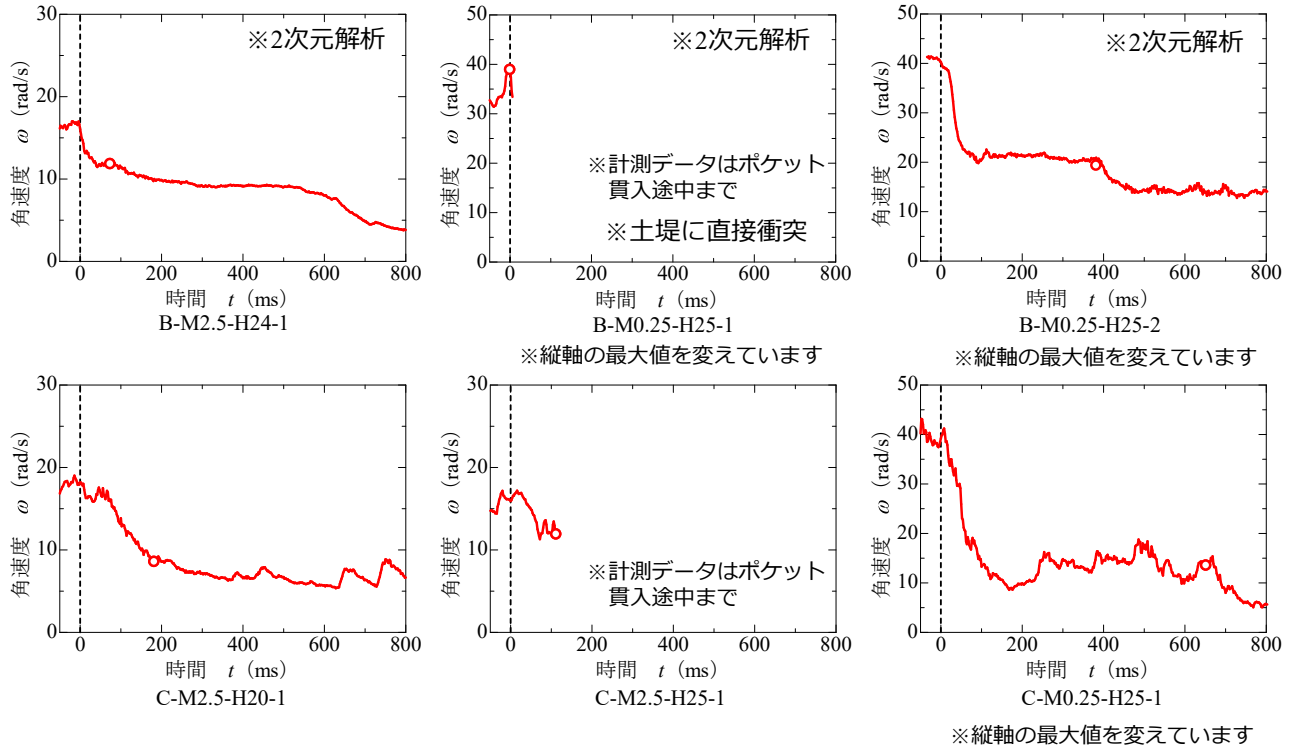 ※2次元解析
30
20
10
0
角速度 ω (rad/s)
0
200
400
600
800
時間 t (ms)
B-M2.5-H24-1
※2次元解析
50
40
30
20
10
0
角速度 ω (rad/s)
※計測データはポケット
貫入途中まで
※土堤に直接衝突
0
200
400
600
800
時間 t (ms)
B-M0.25-H25-1
※縦軸の最大値を変えています
※2次元解析
50
40
30
20
10
0
角速度 ω (rad/s)
0
200
400
600
800
時間 t (ms)
B-M0.25-H25-2
※縦軸の最大値を変えています
30
20
10
0
角速度 ω (rad/s)
0
200
400
600
800
時間 t (ms)
C-M2.5-H20-1
30
20
10
0
角速度 ω (rad/s)
※計測データはポケット
貫入途中まで
0
200
400
600
800
時間 t (ms)
C-M2.5-H25-1
50
40
30
20
10
0
角速度 ω (rad/s)
0
200
400
600
800
時間 t (ms)
C-M0.25-H25-1
※縦軸の最大値を変えています